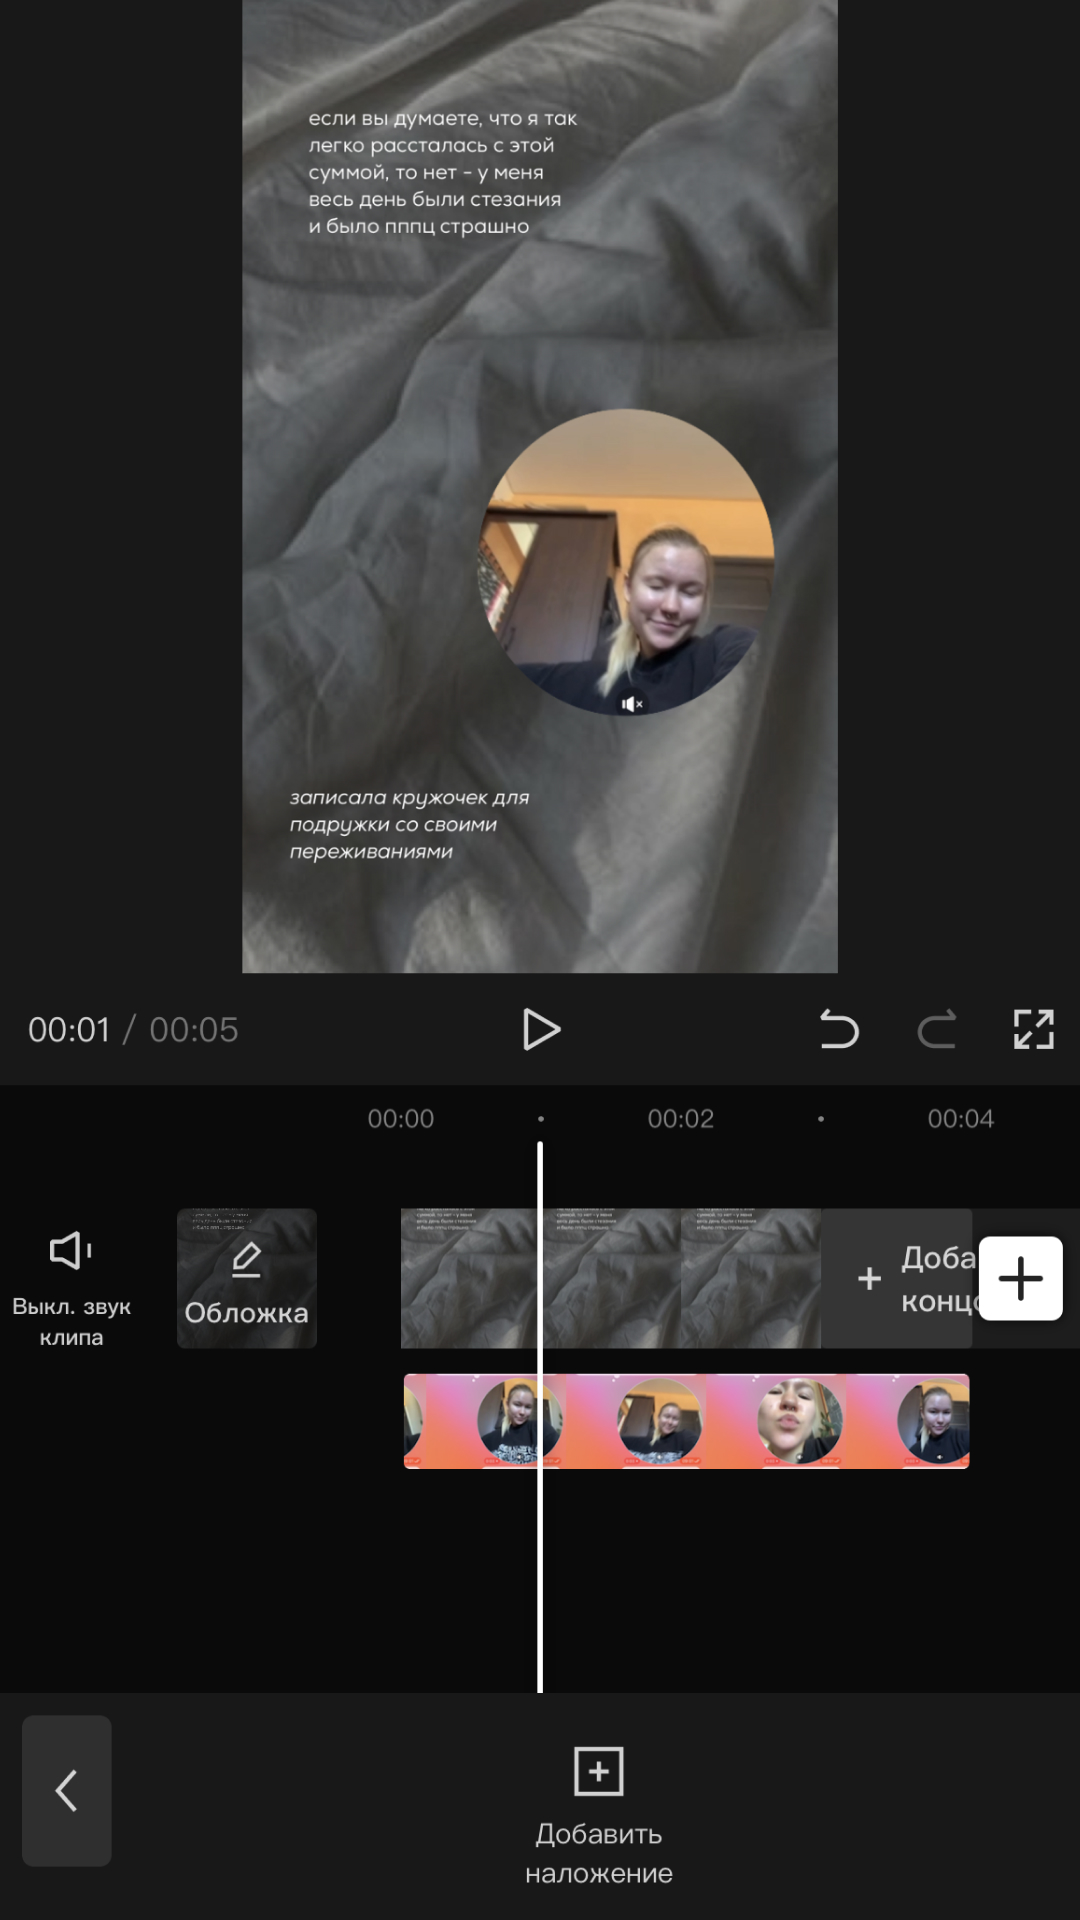 если вы думаете, что я так
легко рассталась с этой
суммой, то нет - у меня
весь день были стезания
и было пппц страшно
записала кружочек для
подружки со своими
переживаниями
00:01 / 00:05
00:00
00:02
00:04
Выкл. звук
клипа
Обложка
+ Доба
конц
Добавить
наложение